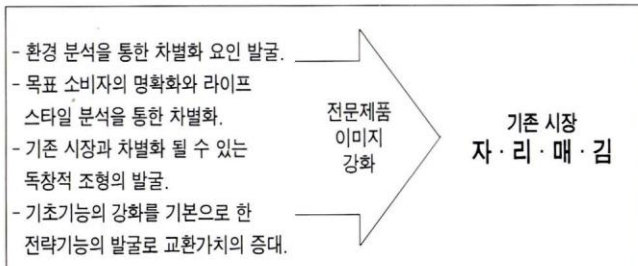 - 환경 분석을 통한 차별화 요인 발굴.
- 목표 소비자의 명확화와 라이프
스타일 분석을 통한 차별화.
- 기존 시장과 차별화 될 수 있는
독창적 조형의 발굴.
- 기초기능의 강화를 기본으로 한
전략기능의 발굴로 교환가치의 증대.
전문제품
이미지
강화
기존 시장
자·리·매·김